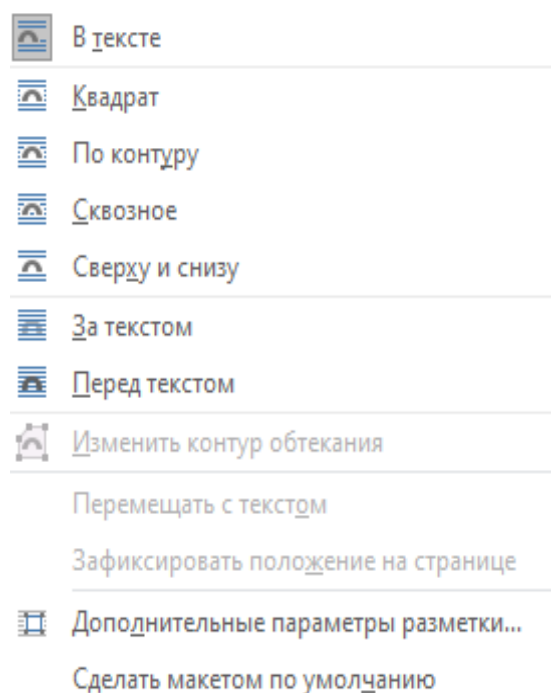 В тексте
Квадрат
По контуру
Сквозное
Сверху и снизу
За текстом
Перед текстом
Изменить контур обтекания
Перемещать с текстом
Зафиксировать положение на странице
Дополнительные параметры разметки...
Сделать макетом по умолчанию